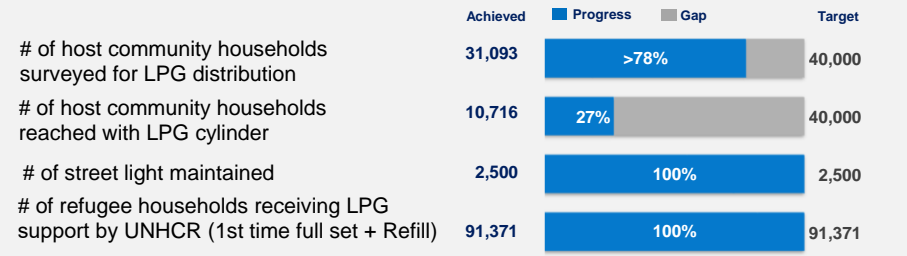 Achieved Progress Gap Target
# of host community households
surveyed for LPG distribution
31,093 >78% 40,000
# of host community households
reached with LPG cylinder
10,716 27% 40,000
# of street light maintained 2,500 100% 2,500
# of refugee households receiving LPG
support by UNHCR (1st time full set + Refill) 91,371 100% 91,371